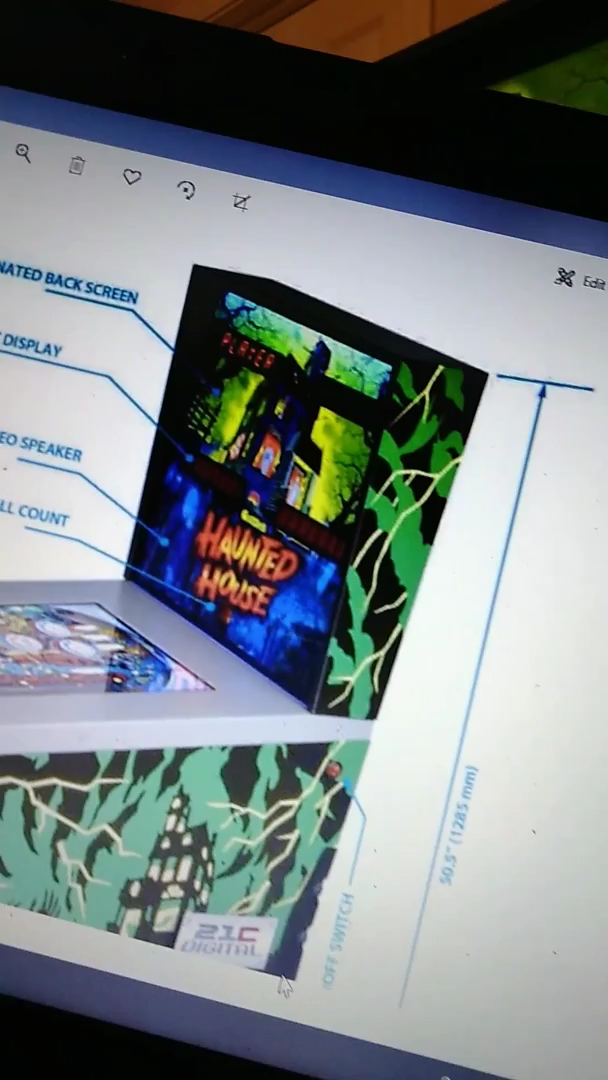 Edit
NATED BACK SCREEN
DISPLAY
EO SPEAKER
LL COUNT
PLAYER
HAUNTED
HOUSE
50.5" (1285 mm)
/OFF SWITCH
21C
DIGITAL